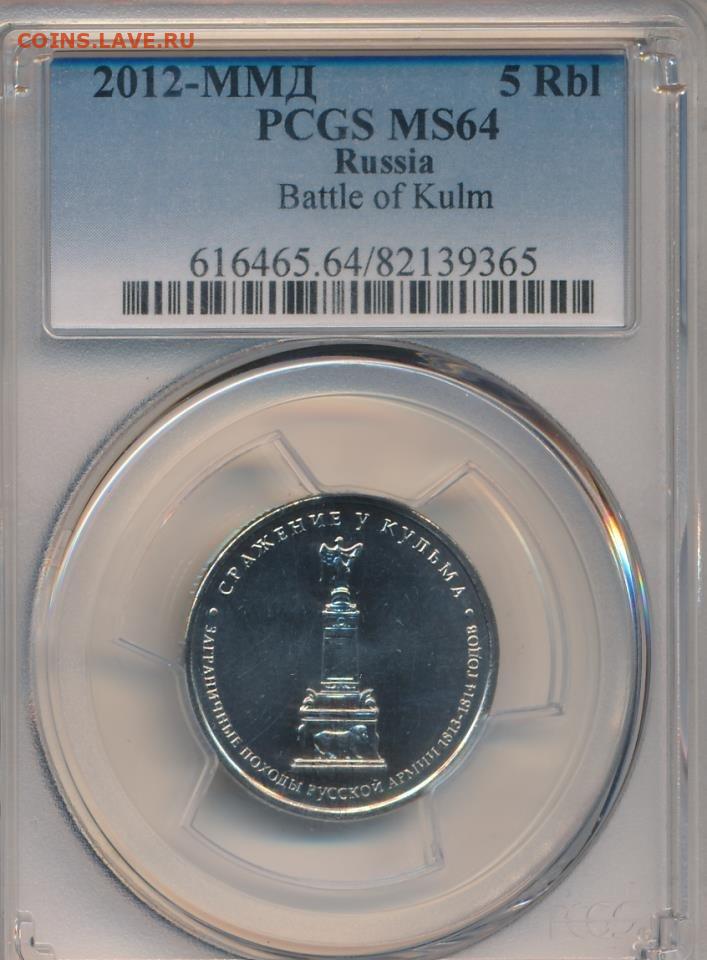 COINS.LAVE.RU
2012-ММД 5 Rbl
PCGS MS64
Russia
Battle of Kulm
616465.64/82139365
СРАЖЕНИЕ У КУЛЬМА
ЗАГРАНИЧНЫЕ ПОХОДЫ РУССКОЙ АРМИИ 1813-1814 ГОДОВ
PCGS